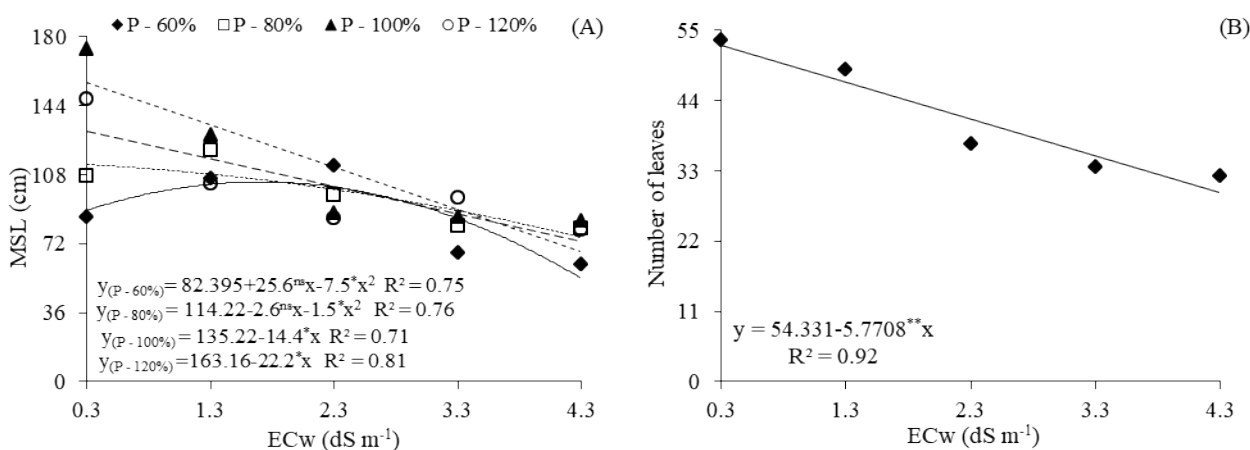 ◆P - 60% □P - 80% ▲P - 100% ○P - 120% (A)
180
144
108
72
36
0
MSL (cm)
y(P - 60%) = 82.395+25.6ⁿˢx-7.5*x² R² = 0.75
y(P - 80%) = 114.22-2.6ⁿˢx-1.5*x² R² = 0.76
y(P - 100%) = 135.22-14.4*x R² = 0.71
y(P - 120%) =163.16-22.2*x R² = 0.81
0.3 1.3 2.3 3.3 4.3
ECw (dS m⁻¹)
(B)
55
44
33
22
11
0
Number of leaves
y = 54.331-5.7708**x
R² = 0.92
0.3 1.3 2.3 3.3 4.3
ECw (dS m⁻¹)